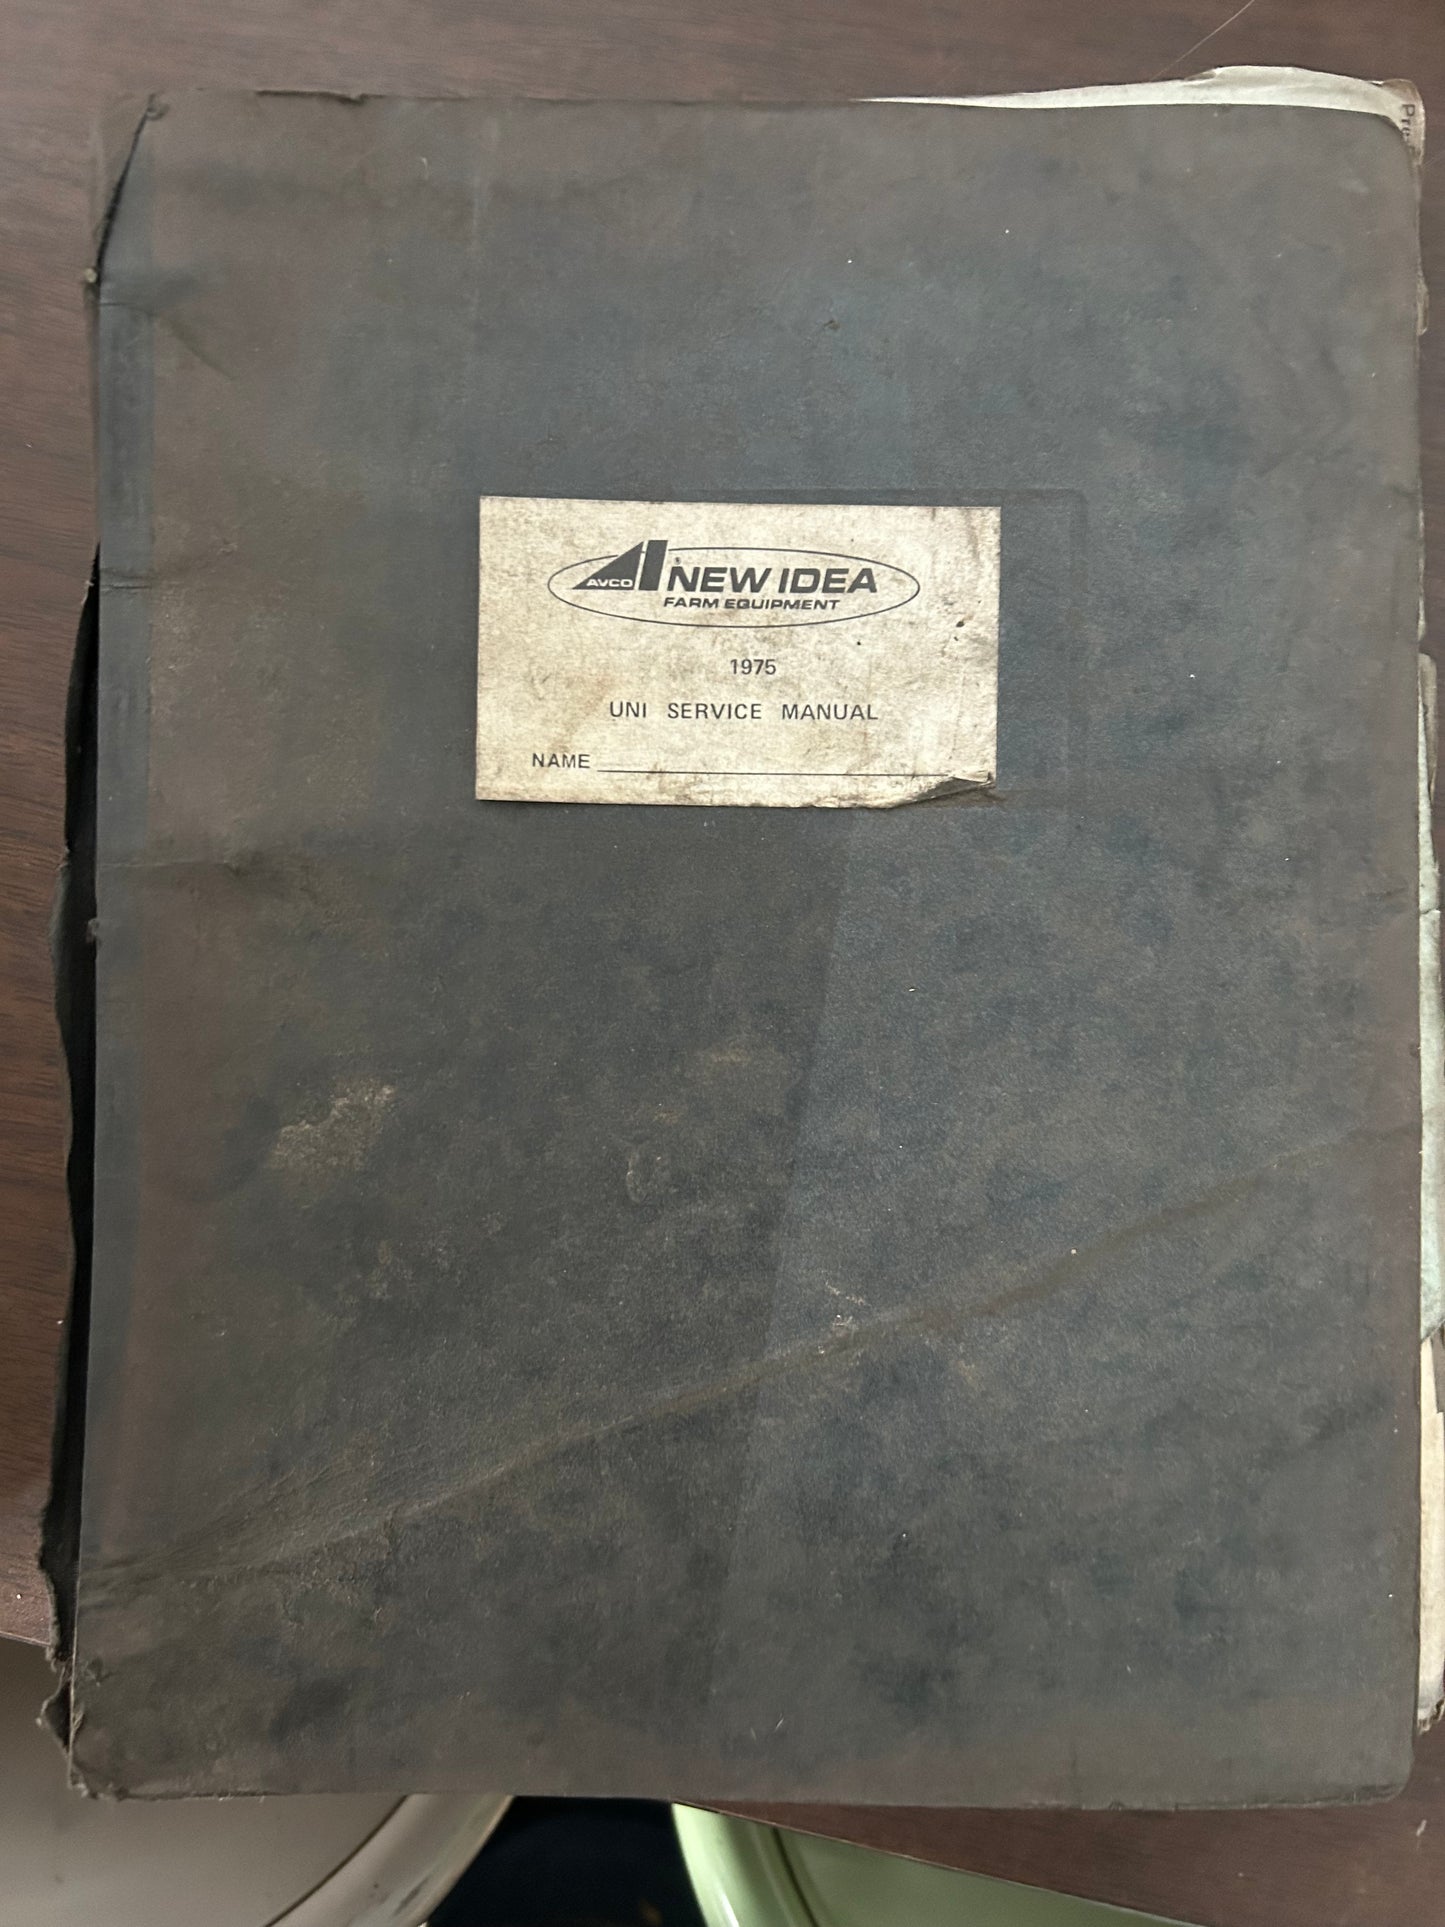 AVCO NEW IDEA
FARM EQUIPMENT
1975
UNI SERVICE MANUAL
NAME